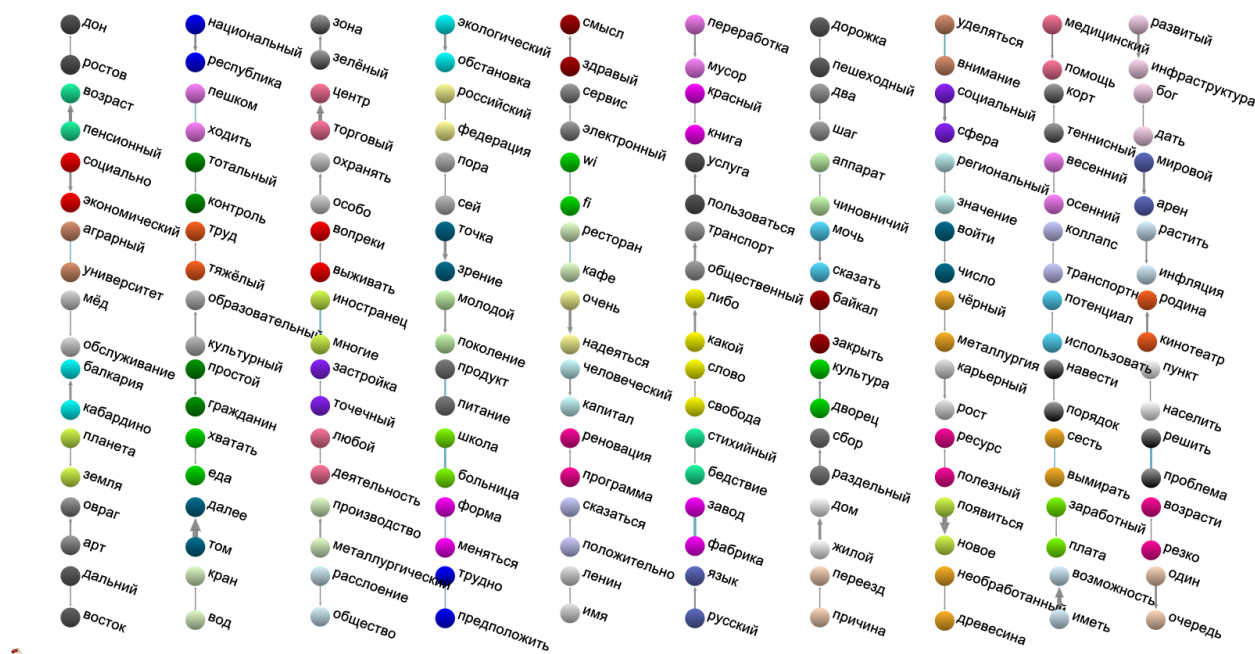 дон
ростов
возраст
пенсионный
социально
экономический
аграрный
университет
мёд
обслуживание
балкария
кабардино
планета
земля
овраг
арт
дальний
восток
национальный
республика
пешком
ходить
тотальный
контроль
труд
тяжёлый
образовательный
культурный
простой
гражданин
хватать
еда
далее
том
кран
вод
зона
зелёный
центр
торговый
охранять
особо
вопреки
выживать
иностранец
многие
застройка
точечный
любой
деятельность
производство
металлургический
расслоение
общество
экологический
обстановка
российский
федерация
пора
сей
точка
зрение
молодой
поколение
продукт
питание
школа
больница
форма
меняться
трудно
предположить
смысл
здравый
сервис
электронный
wi
fi
ресторан
кафе
очень
надеяться
человеческий
капитал
реновация
программа
сказаться
положительно
ленин
имя
переработка
мусор
красный
книга
услуга
пользоваться
транспорт
общественный
либо
какой
слово
свобода
стихийный
бедствие
завод
фабрика
язык
русский
дорожка
пешеходный
два
шаг
аппарат
чиновничий
мочь
сказать
байкал
закрыть
культура
дворец
сбор
раздельный
дом
жилой
переезд
причина
уделяться
внимание
социальный
сфера
региональный
значение
войти
число
чёрный
металлургия
карьерный
рост
ресурс
полезный
появиться
новое
необработанный
древесина
медицинский
помощь
корт
теннисный
весенний
осенний
коллапс
потенциал
использовать
навести
порядок
сесть
вымирать
заработный
плата
возможность
иметь
развитый
инфраструктура
бог
дать
мировой
арен
растить
инфляция
родина
кинотеатр
пункт
населить
решить
проблема
возрасти
резко
один
очередь